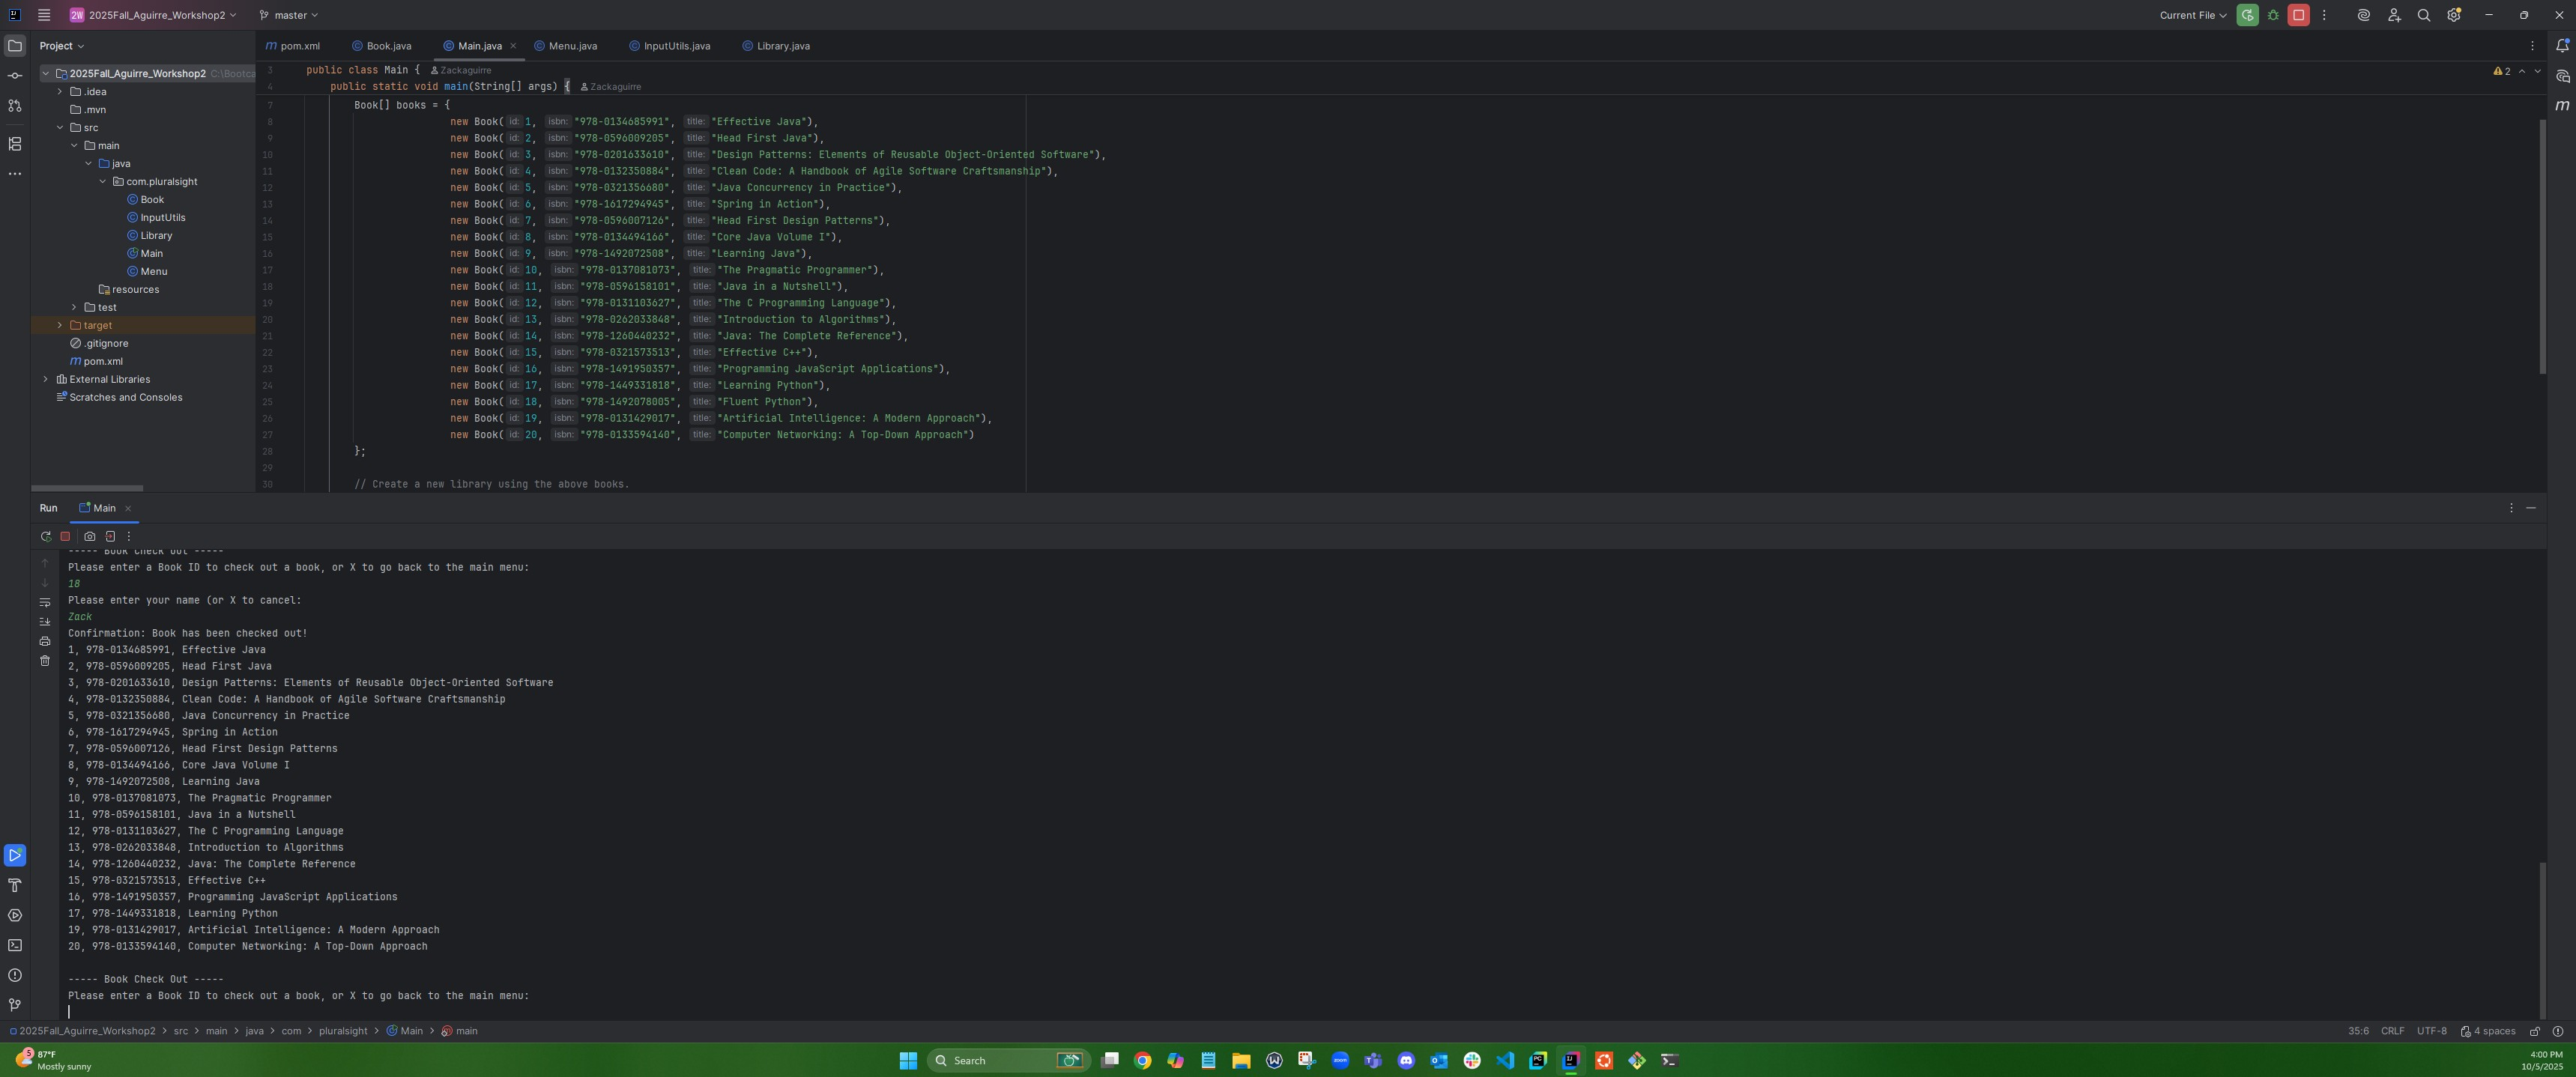 2W 2025Fall_Aguirre_Workshop2 master Current File
Project
pom.xml Book.java Main.java Menu.java InputUtils.java Library.java
2025Fall_Aguirre_Workshop2 C:\Bootca
.idea
.mvn
src
main
java
com.pluralsight
Book
InputUtils
Library
Main
Menu
resources
test
target
.gitignore
pom.xml
External Libraries
Scratches and Consoles
3 public class Main { Zackaguirre
4 public static void main(String[] args) { Zackaguirre
2
7 Book[] books = {
8 new Book( id: 1, isbn: "978-0134685991", title: "Effective Java"),
9 new Book( id: 2, isbn: "978-0596009205", title: "Head First Java"),
10 new Book( id: 3, isbn: "978-0201633610", title: "Design Patterns: Elements of Reusable Object-Oriented Software"),
11 new Book( id: 4, isbn: "978-0132350884", title: "Clean Code: A Handbook of Agile Software Craftsmanship"),
12 new Book( id: 5, isbn: "978-0321356680", title: "Java Concurrency in Practice"),
13 new Book( id: 6, isbn: "978-1617294945", title: "Spring in Action"),
14 new Book( id: 7, isbn: "978-0596007126", title: "Head First Design Patterns"),
15 new Book( id: 8, isbn: "978-0134494166", title: "Core Java Volume I"),
16 new Book( id: 9, isbn: "978-1492072508", title: "Learning Java"),
17 new Book( id: 10, isbn: "978-0137081073", title: "The Pragmatic Programmer"),
18 new Book( id: 11, isbn: "978-0596158101", title: "Java in a Nutshell"),
19 new Book( id: 12, isbn: "978-0131103627", title: "The C Programming Language"),
20 new Book( id: 13, isbn: "978-0262033848", title: "Introduction to Algorithms"),
21 new Book( id: 14, isbn: "978-1260440232", title: "Java: The Complete Reference"),
22 new Book( id: 15, isbn: "978-0321573513", title: "Effective C++"),
23 new Book( id: 16, isbn: "978-1491950357", title: "Programming JavaScript Applications"),
24 new Book( id: 17, isbn: "978-1449331818", title: "Learning Python"),
25 new Book( id: 18, isbn: "978-1492078005", title: "Fluent Python"),
26 new Book( id: 19, isbn: "978-0131429017", title: "Artificial Intelligence: A Modern Approach"),
27 new Book( id: 20, isbn: "978-0133594140", title: "Computer Networking: A Top-Down Approach")
28 };
29
30 // Create a new library using the above books.
Run Main
----- Book Check Out -----
Please enter a Book ID to check out a book, or X to go back to the main menu:
18
Please enter your name (or X to cancel:
Zack
Confirmation: Book has been checked out!
1, 978-0134685991, Effective Java
2, 978-0596009205, Head First Java
3, 978-0201633610, Design Patterns: Elements of Reusable Object-Oriented Software
4, 978-0132350884, Clean Code: A Handbook of Agile Software Craftsmanship
5, 978-0321356680, Java Concurrency in Practice
6, 978-1617294945, Spring in Action
7, 978-0596007126, Head First Design Patterns
8, 978-0134494166, Core Java Volume I
9, 978-1492072508, Learning Java
10, 978-0137081073, The Pragmatic Programmer
11, 978-0596158101, Java in a Nutshell
12, 978-0131103627, The C Programming Language
13, 978-0262033848, Introduction to Algorithms
14, 978-1260440232, Java: The Complete Reference
15, 978-0321573513, Effective C++
16, 978-1491950357, Programming JavaScript Applications
17, 978-1449331818, Learning Python
19, 978-0131429017, Artificial Intelligence: A Modern Approach
20, 978-0133594140, Computer Networking: A Top-Down Approach
----- Book Check Out -----
Please enter a Book ID to check out a book, or X to go back to the main menu:
2025Fall_Aguirre_Workshop2 > src > main > java > com > pluralsight > Main > main 35:6 CRLF UTF-8 4 spaces
5 87°F
Mostly sunny
Search
4:00 PM
10/5/2025